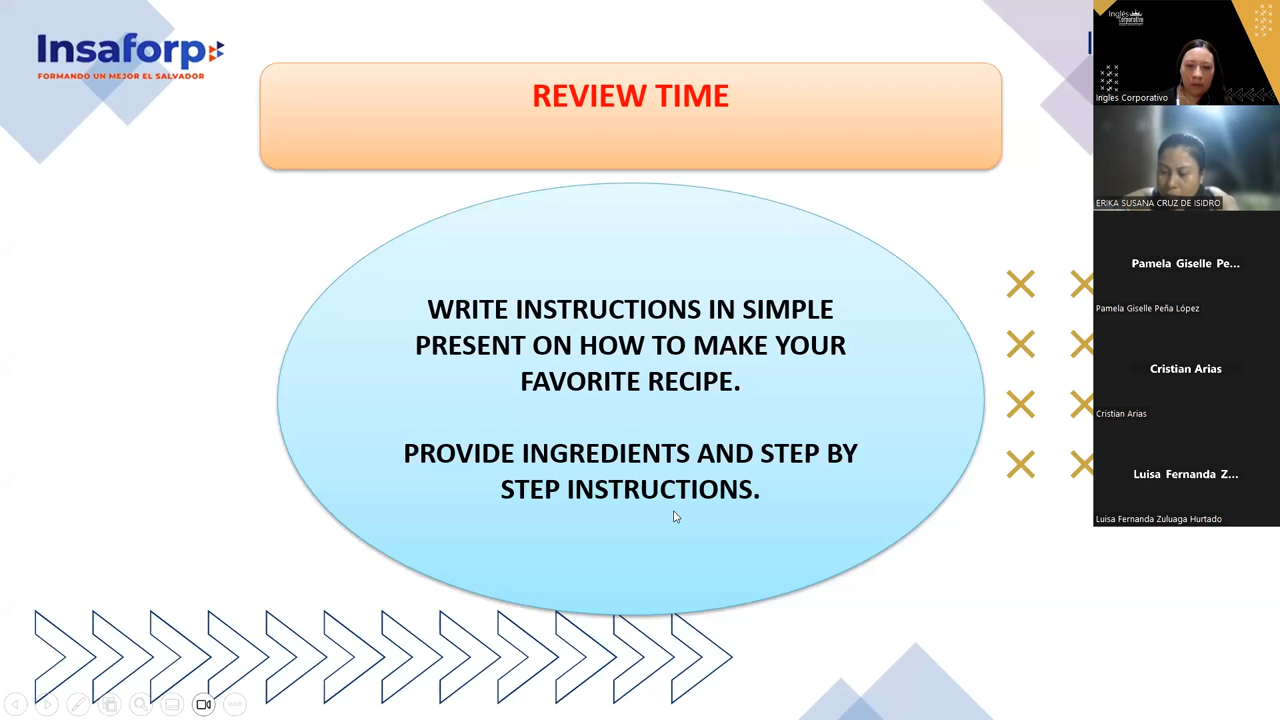 Insaforp
FORMANDO UN MEJOR EL SALVADOR
REVIEW TIME
WRITE INSTRUCTIONS IN SIMPLE
PRESENT ON HOW TO MAKE YOUR
FAVORITE RECIPE.
PROVIDE INGREDIENTS AND STEP BY
STEP INSTRUCTIONS.
Inglés
Corporativo
Ingles Corporativo
ERIKA SUSANA CRUZ DE ISIDRO
Pamela Giselle Pe...
Pamela Giselle Peña López
Cristian Arias
Cristian Arias
Luisa Fernanda Z...
Luisa Fernanda Zuluaga Hurtado